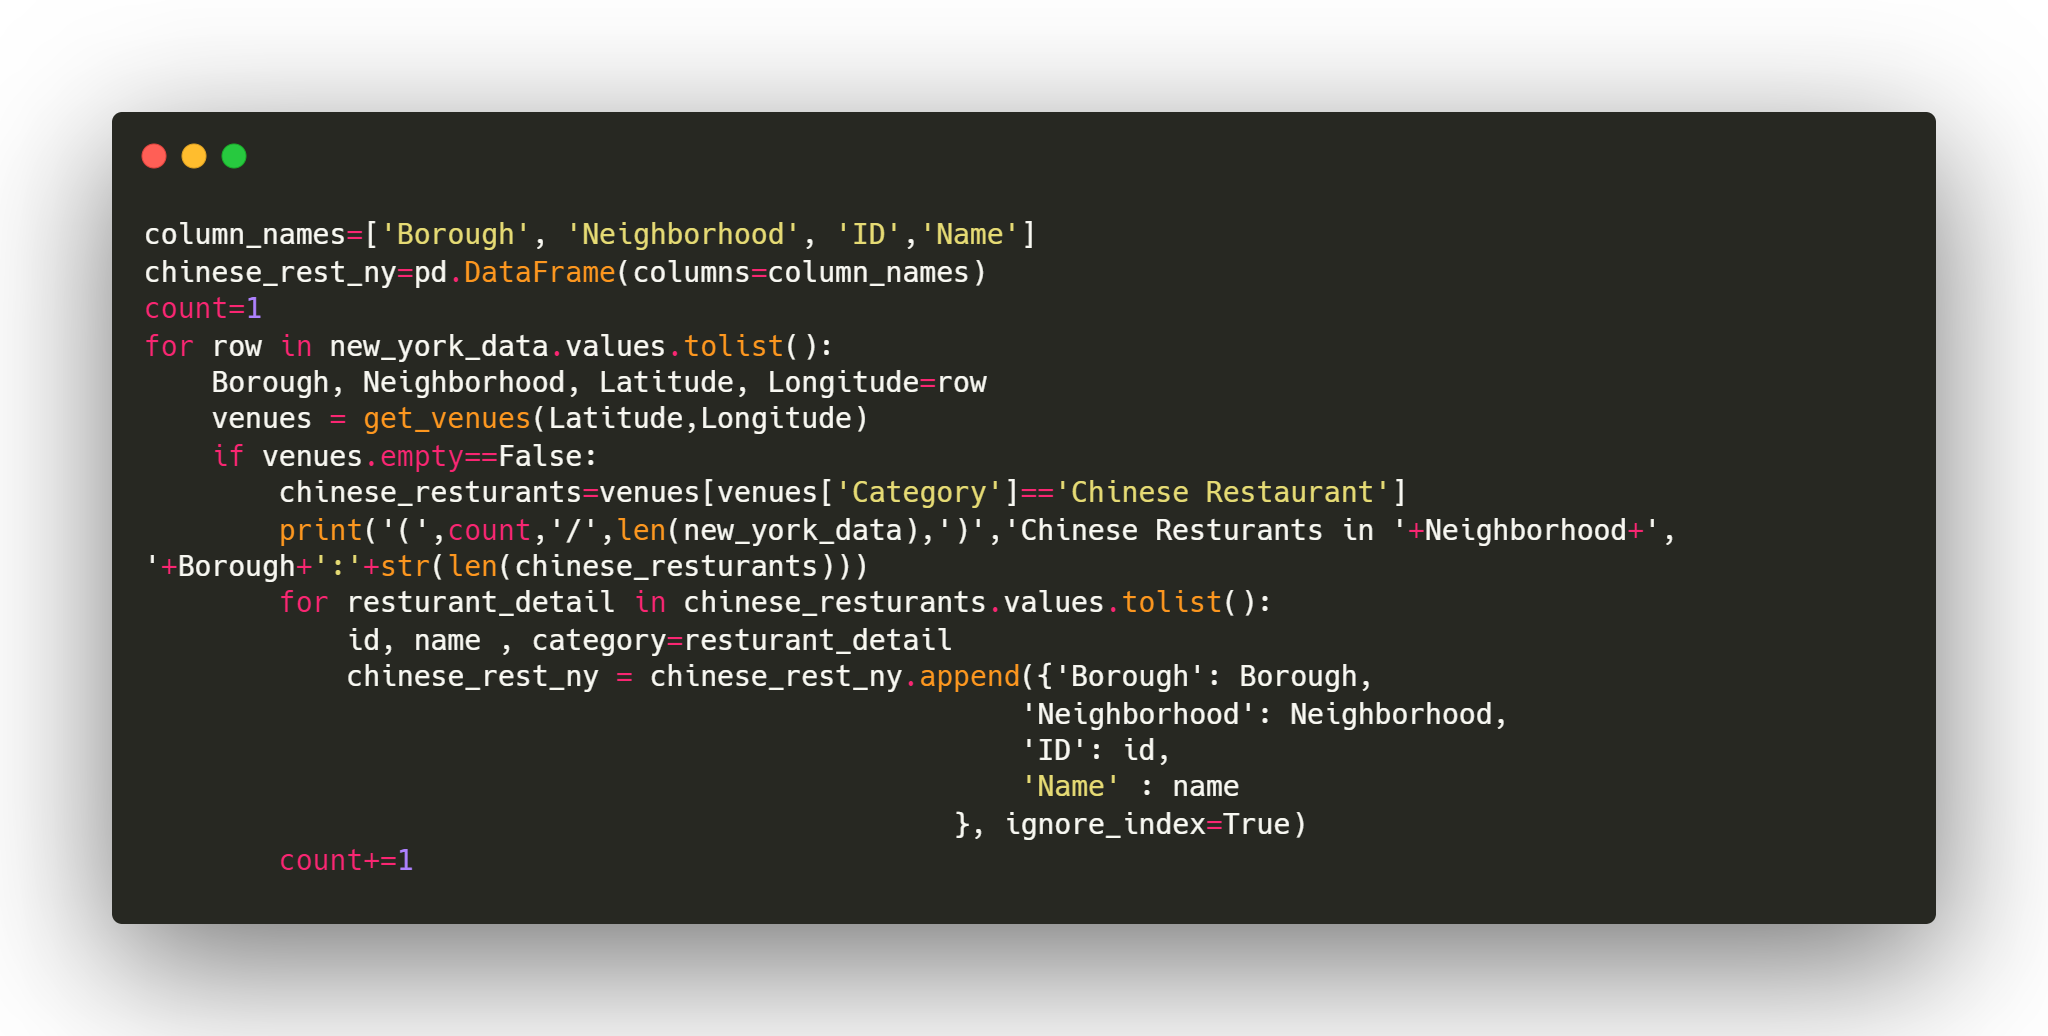 column_names=['Borough', 'Neighborhood', 'ID','Name']
chinese_rest_ny=pd.DataFrame(columns=column_names)
count=1
for row in new_york_data.values.tolist():
    Borough, Neighborhood, Latitude, Longitude=row
    venues = get_venues(Latitude,Longitude)
    if venues.empty==False:
        chinese_resturants=venues[venues['Category']=='Chinese Restaurant']
        print('(',count,'/',len(new_york_data),')','Chinese Resturants in '+Neighborhood+',
'+Borough+':'+str(len(chinese_resturants)))
        for resturant_detail in chinese_resturants.values.tolist():
            id, name , category=resturant_detail
            chinese_rest_ny = chinese_rest_ny.append({'Borough': Borough,
                                                    'Neighborhood': Neighborhood,
                                                    'ID': id,
                                                    'Name' : name
                                                }, ignore_index=True)
        count+=1